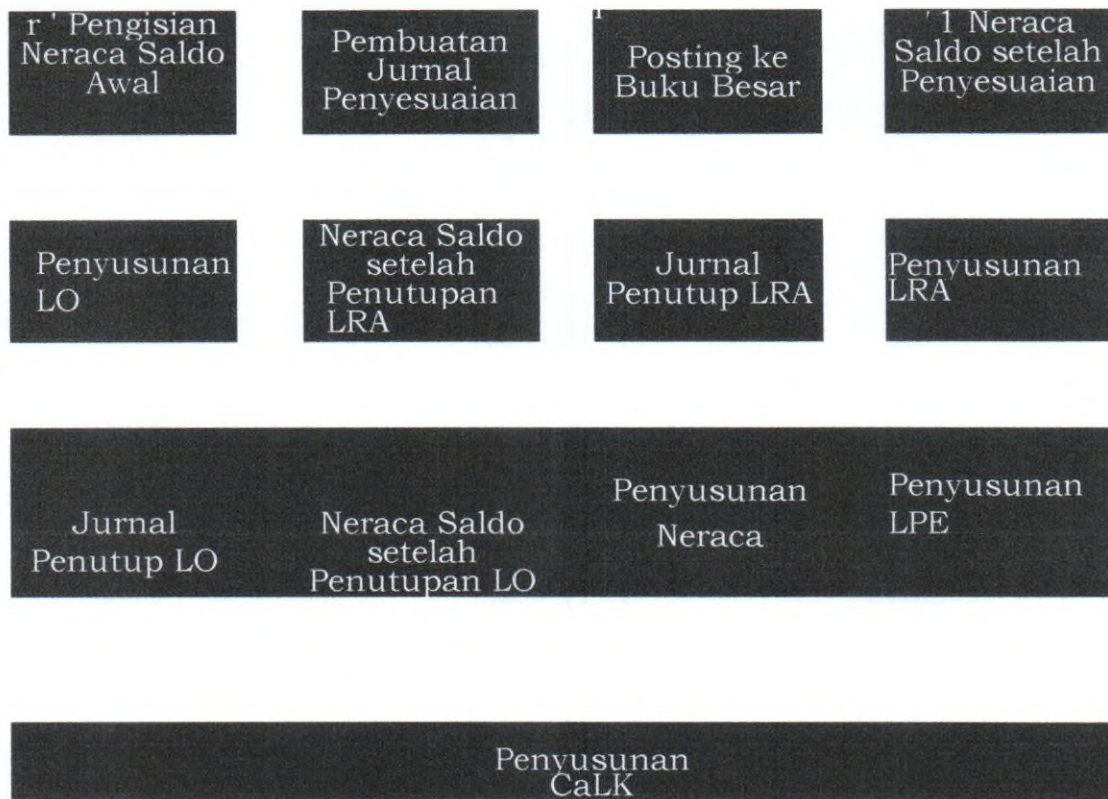 r ' Pengisian
Neraca Saldo
Awal
Pembuatan
Jurnal
Penyesuaian
Posting ke
Buku Besar
'1 Neraca
Saldo setelah
Penyesuaian
Penyusunan
LO
Neraca Saldo
setelah
Penutupan
LRA
Jurnal
Penutup LRA
Penyusunan
LRA
Jurnal
Penutup LO
Neraca Saldo
setelah
Penutupan LO
Penyusunan
Neraca
Penyusunan
LPE
Penyusunan
CaLK